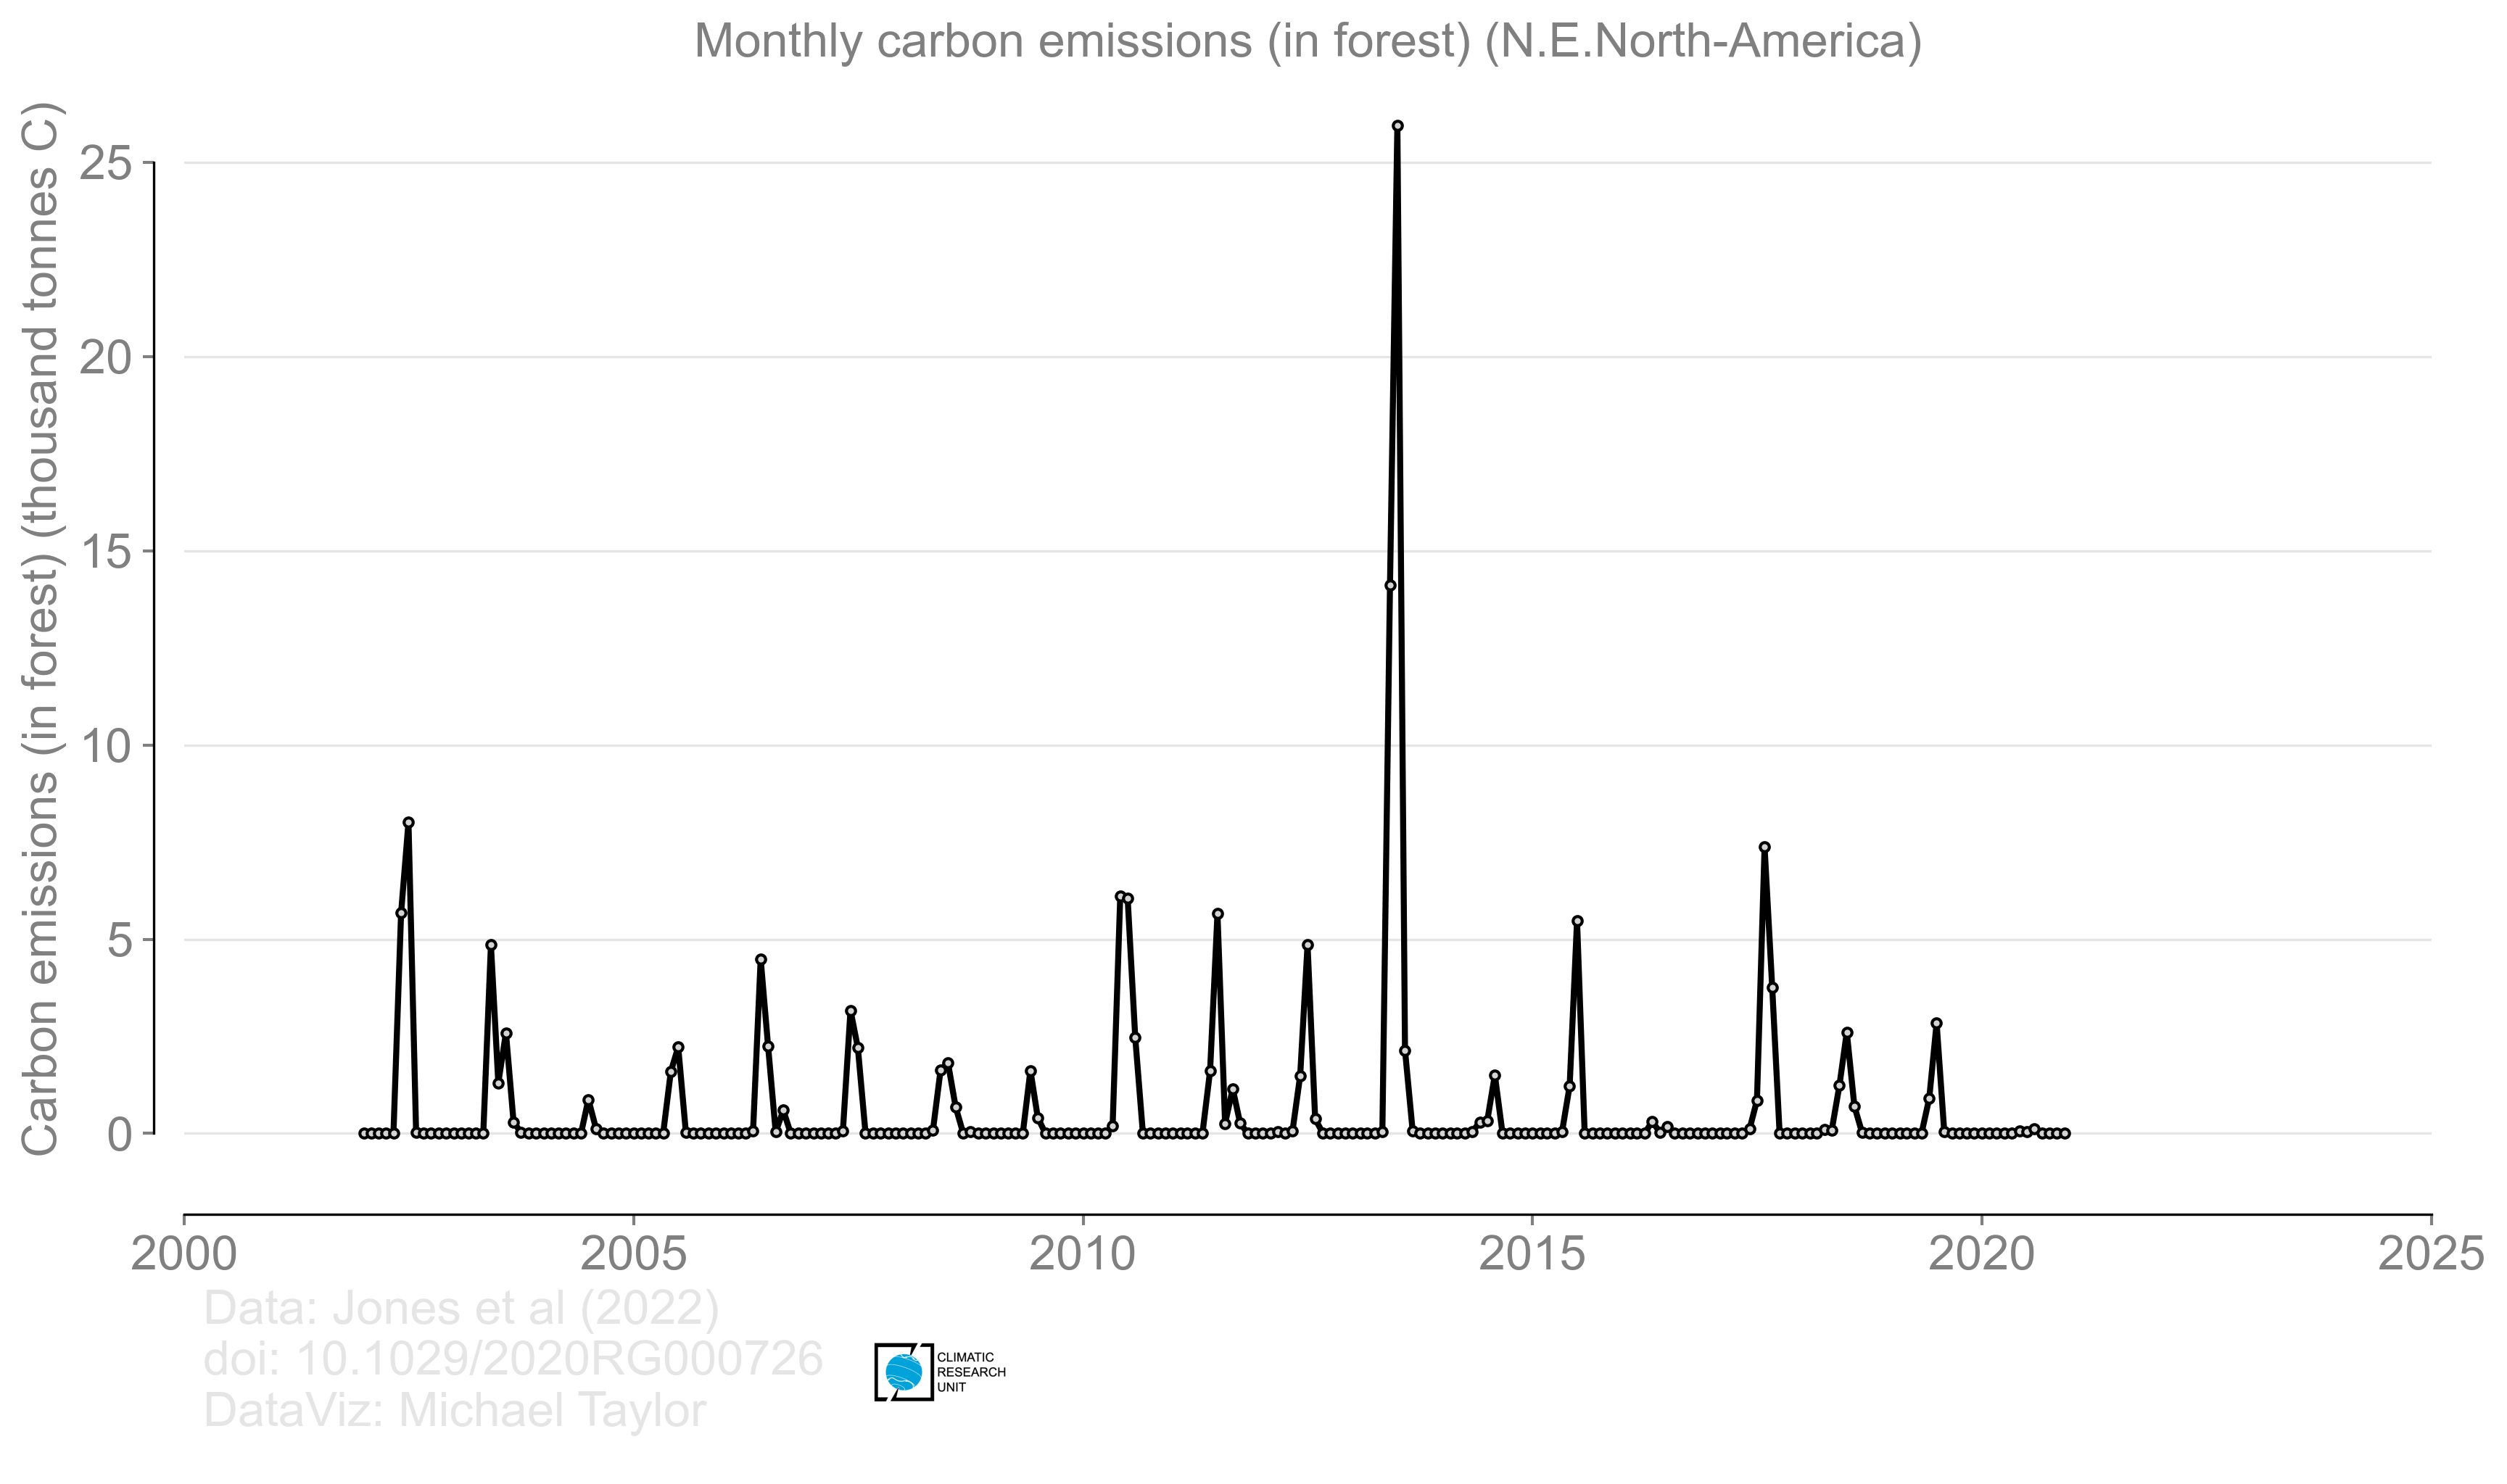 Monthly carbon emissions (in forest) (N.E.North-America)
Carbon emissions (in forest) (thousand tonnes C)
25
20
15
10
5
0
2000
2005
2010
2015
2020
2025
Data: Jones et al (2022)
doi: 10.1029/2020RG000726
DataViz: Michael Taylor
CLIMATIC
RESEARCH
UNIT